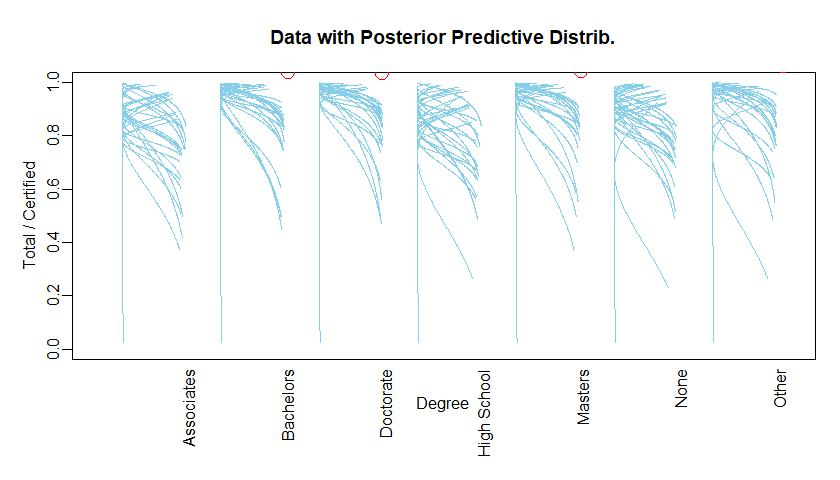 Data with Posterior Predictive Distrib.
Total / Certified
1.0
0.8
0.6
0.4
0.2
0.0
Associates
Bachelors
Doctorate
High School
Masters
None
Other
Degree